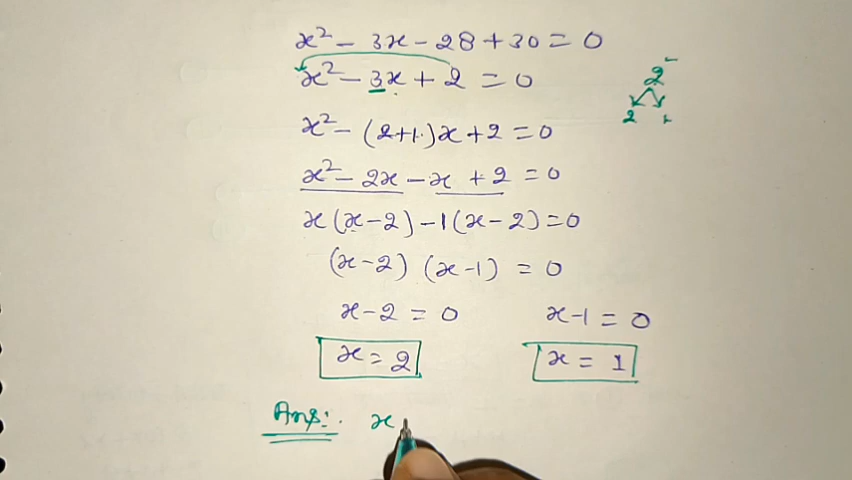 x² - 3x - 28 + 30 = 0
x² - 3x + 2 = 0
2
2
x² - (2+1)x + 2 = 0
x² - 2x - x + 2 = 0
x(x-2) - 1(x-2) = 0
(x-2) (x-1) = 0
x-2 = 0 x-1 = 0
x = 2 x = 1
Ans:. x